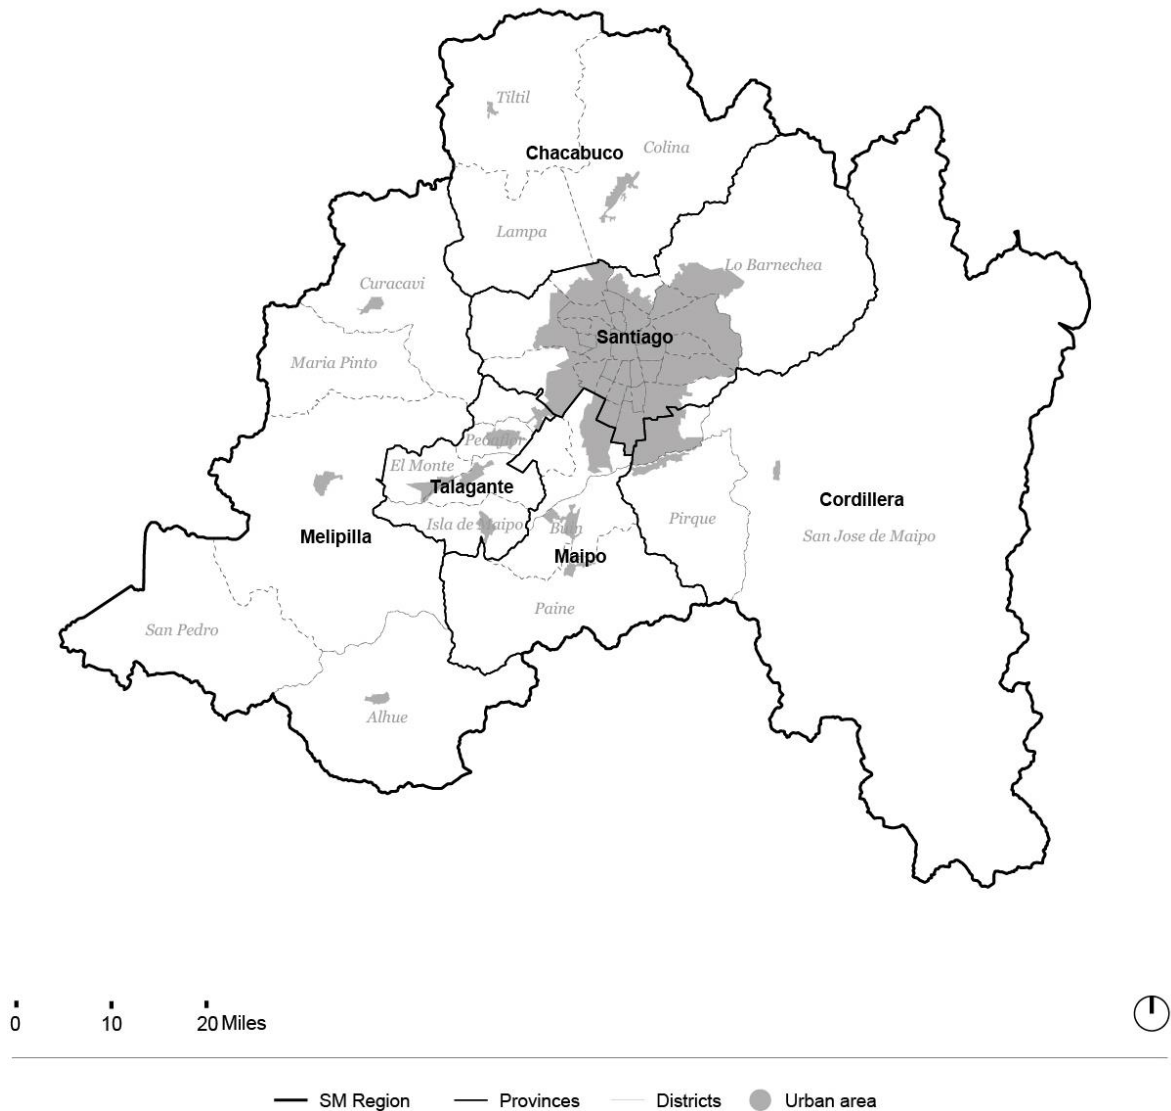 Tiltil
Chacabuco
Colina
Lampa
Lo Barnechea
Curacavi
Santiago
Maria Pinto
Peñaflor
El Monte
Talagante
Cordillera
Isla de Maipo
Pirque
Buin
Melipilla
San Jose de Maipo
Maipo
Paine
San Pedro
Alhue
0 10 20 Miles
SM Region Provinces Districts Urban area